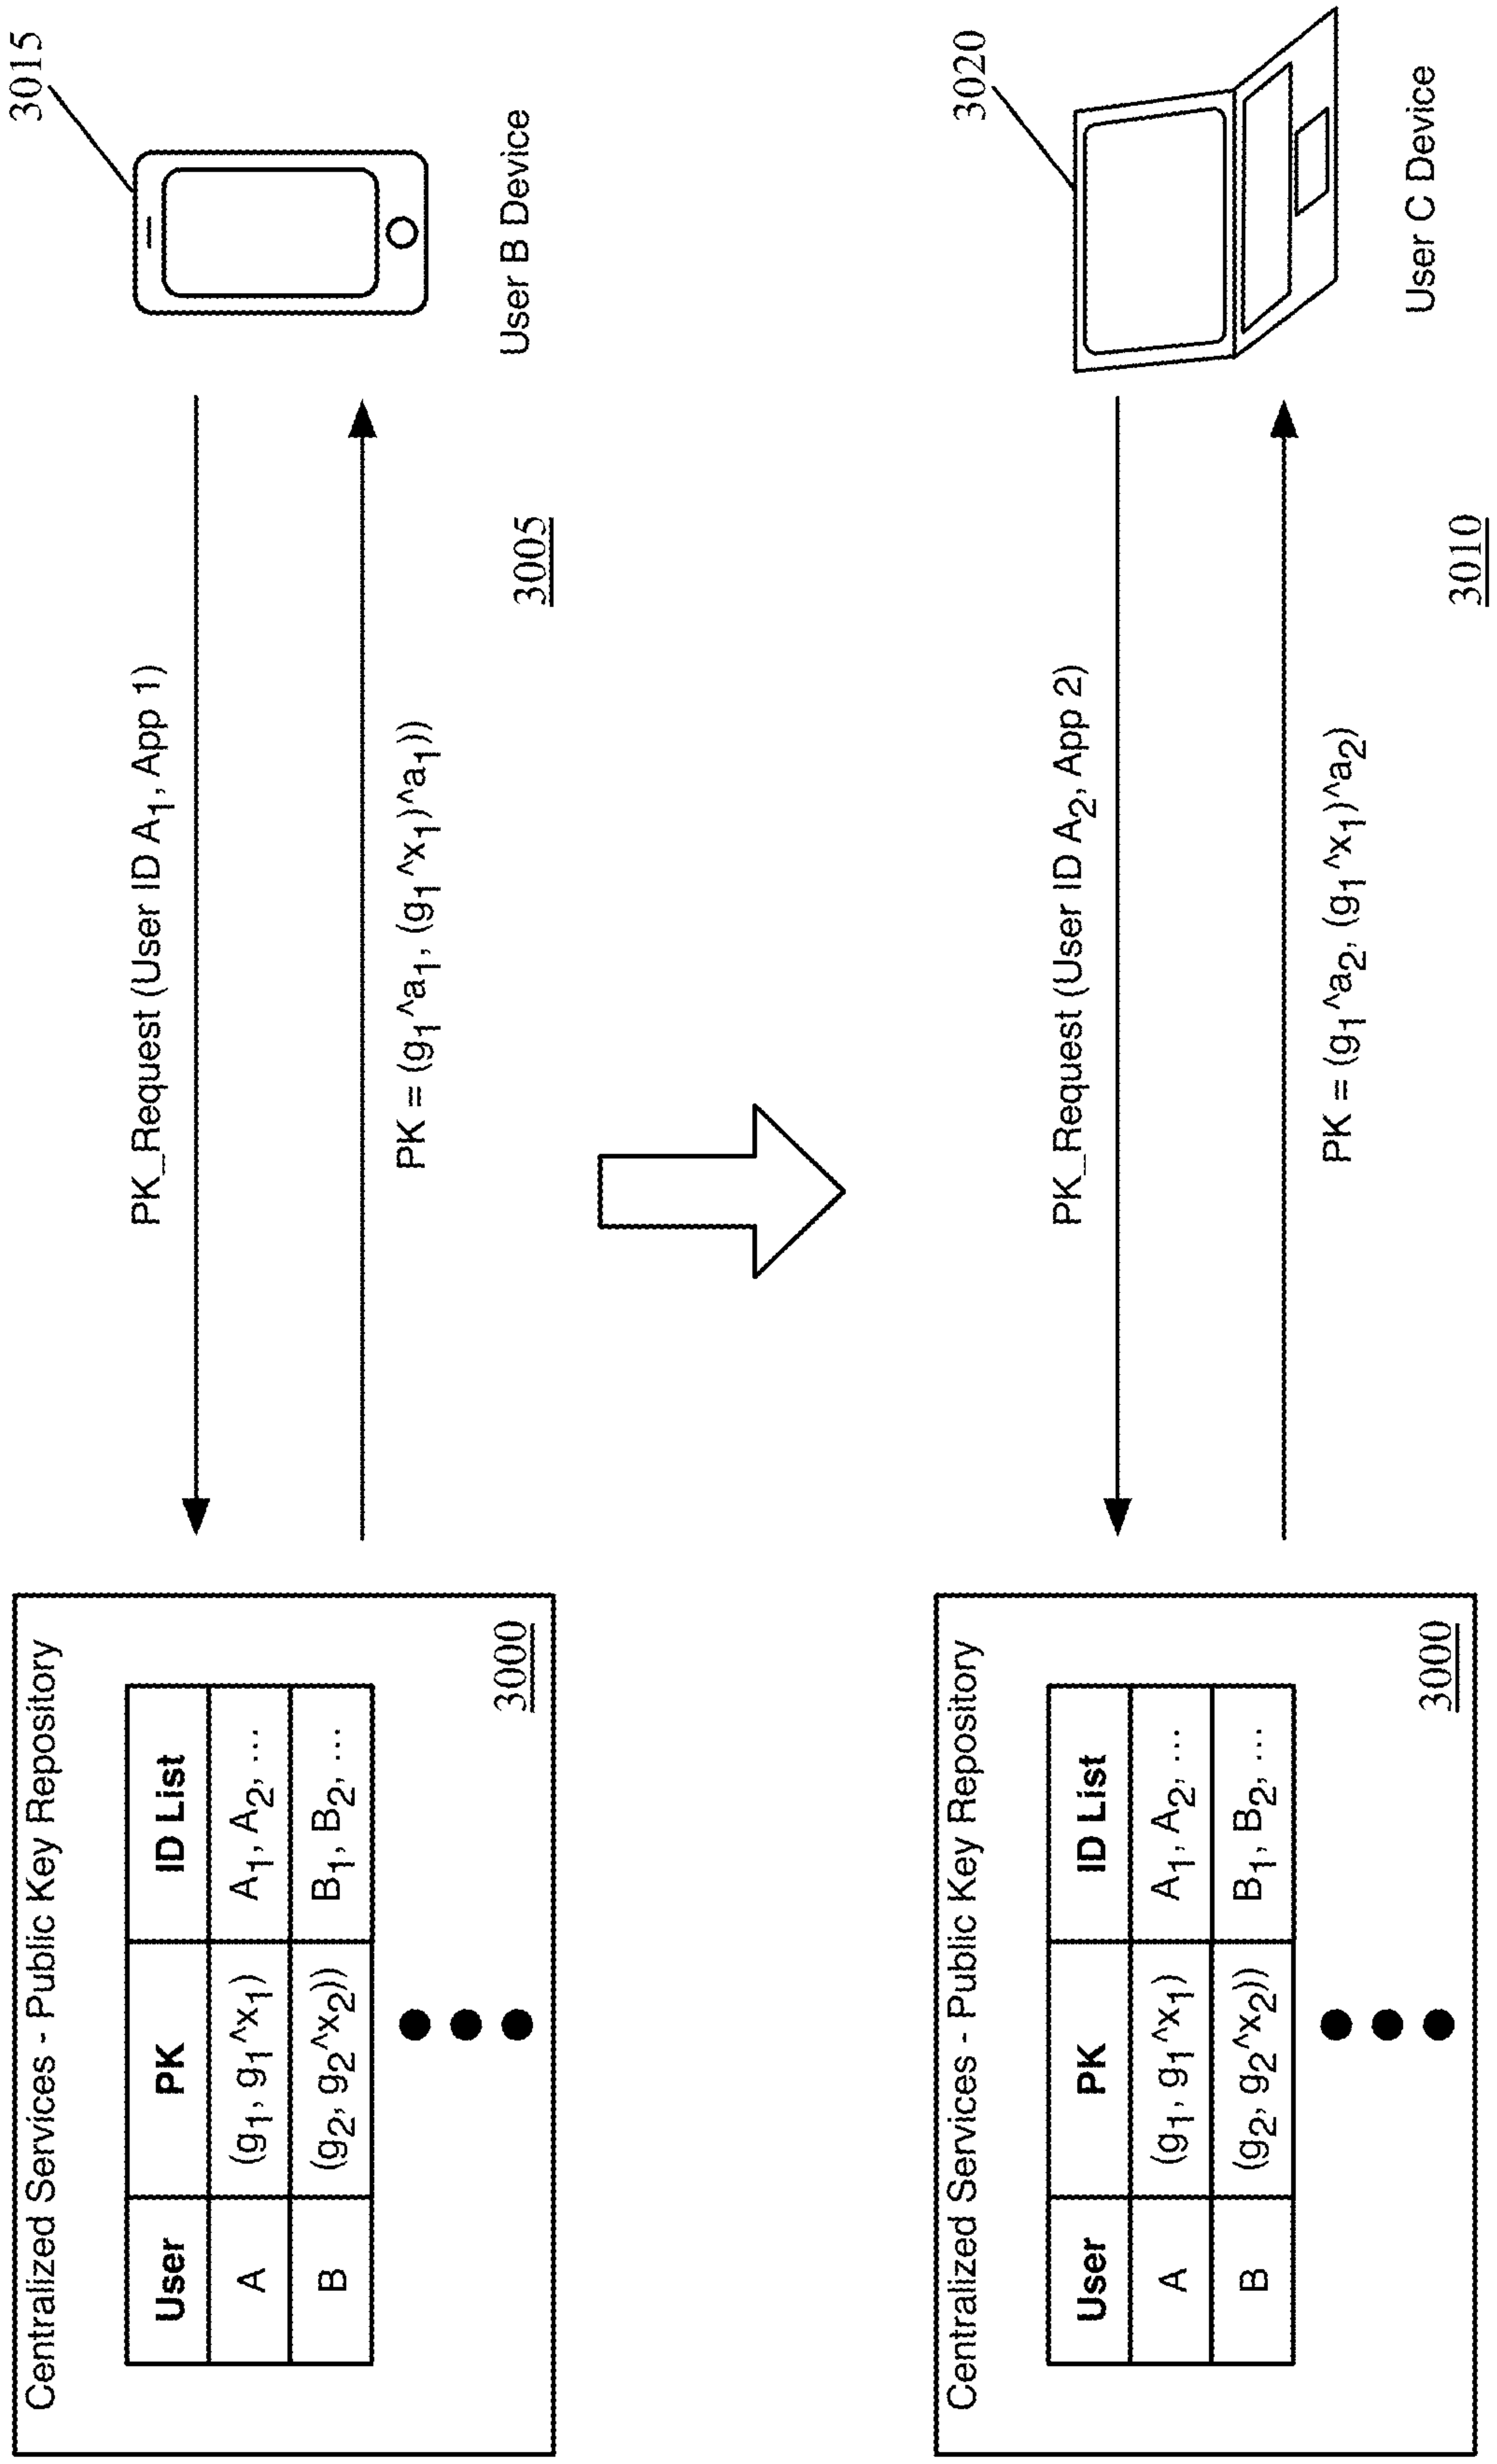 Centralized Services - Public Key Repository
User PK ID List
A (g₁, g₁^x₁) A₁, A₂, ...
B (g₂, g₂^x₂)) B₁, B₂, ...
3000
PK_Request (User ID A₁, App 1)
PK = (g₁^a₁, (g₁^x₁)^a₁))
3005
3015
User B Device
Centralized Services - Public Key Repository
User PK ID List
A (g₁, g₁^x₁) A₁, A₂, ...
B (g₂, g₂^x₂)) B₁, B₂, ...
3000
PK_Request (User ID A₂, App 2)
PK = (g₁^a₂, (g₁^x₁)^a₂)
3010
3020
User C Device